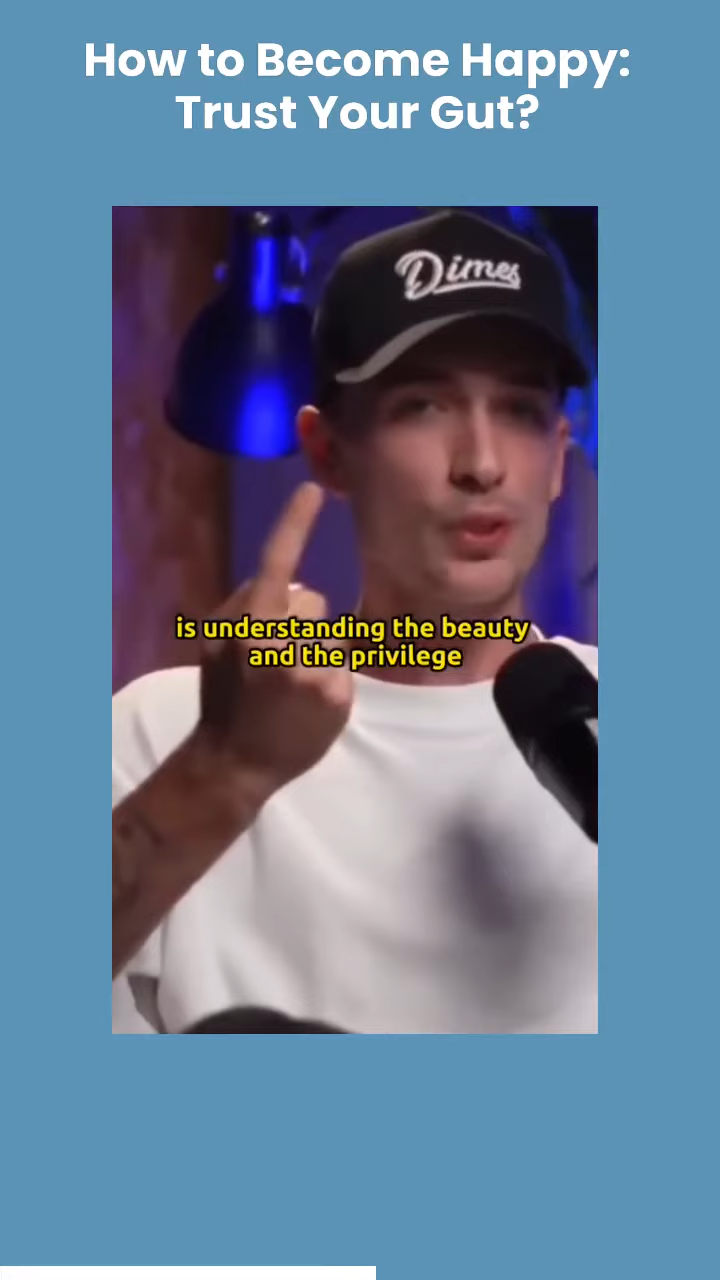 How to Become Happy:
Trust Your Gut?
Dimes
is understanding the beauty
and the privilege